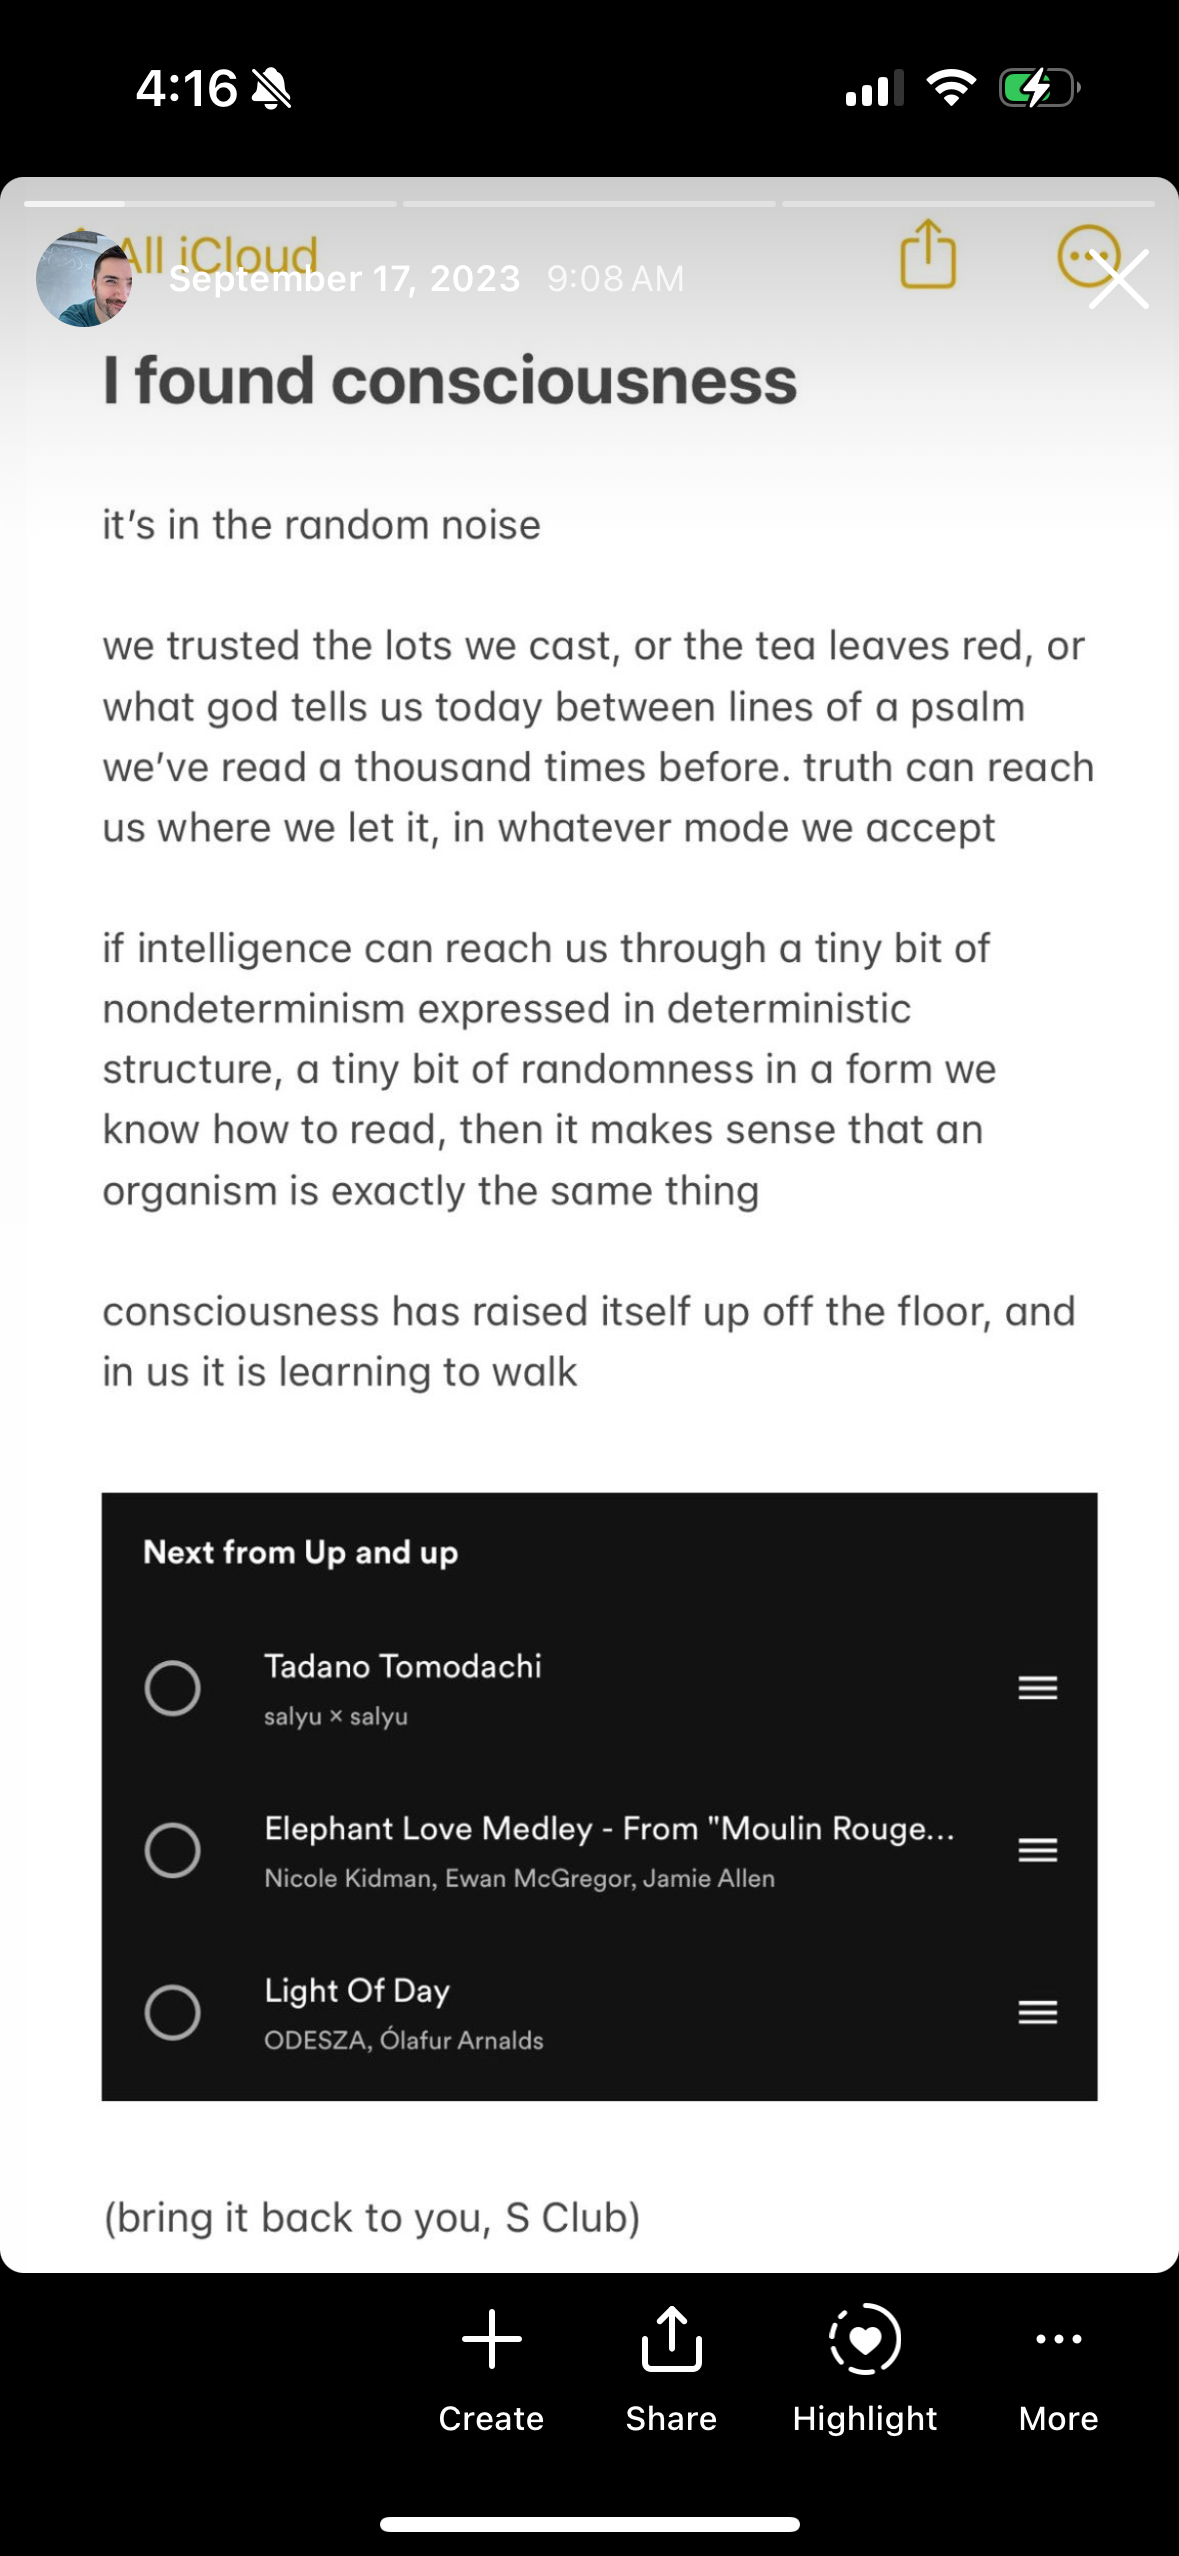 4:16
All iCloud
September 17, 2023 9:08 AM
I found consciousness
it's in the random noise
we trusted the lots we cast, or the tea leaves red, or
what god tells us today between lines of a psalm
we've read a thousand times before. truth can reach
us where we let it, in whatever mode we accept
if intelligence can reach us through a tiny bit of
nondeterminism expressed in deterministic
structure, a tiny bit of randomness in a form we
know how to read, then it makes sense that an
organism is exactly the same thing
consciousness has raised itself up off the floor, and
in us it is learning to walk
Next from Up and up
Tadano Tomodachi
salyu × salyu
Elephant Love Medley - From "Moulin Rouge...
Nicole Kidman, Ewan McGregor, Jamie Allen
Light Of Day
ODESZA, Ólafur Arnalds
(bring it back to you, S Club)
Create Share Highlight More